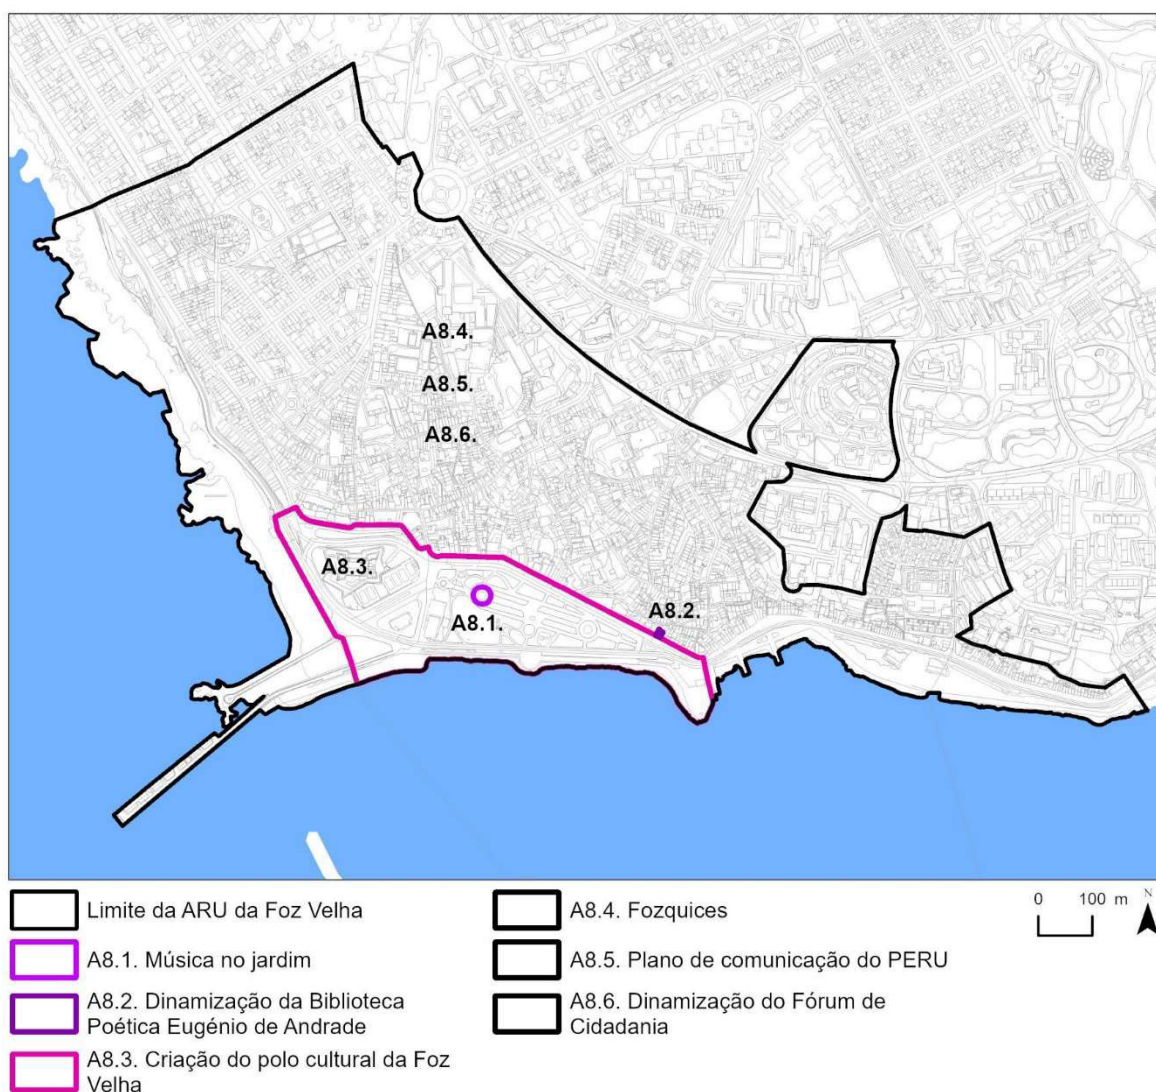 A8.4.
A8.5.
A8.6.
A8.3.
A8.1.
A8.2.
Limite da ARU da Foz Velha
A8.1. Música no jardim
A8.2. Dinamização da Biblioteca
Poética Eugénio de Andrade
A8.3. Criação do polo cultural da Foz
Velha
A8.4. Fozquices
A8.5. Plano de comunicação do PERU
A8.6. Dinamização do Fórum de
Cidadania
0 100 m
N